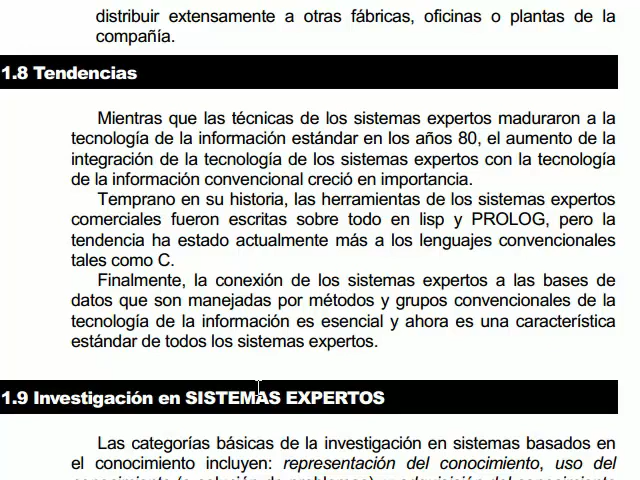 distribuir extensamente a otras fábricas, oficinas o plantas de la
compañía.
1.8 Tendencias
Mientras que las técnicas de los sistemas expertos maduraron a la
tecnología de la información estándar en los años 80, el aumento de la
integración de la tecnología de los sistemas expertos con la tecnología
de la información convencional creció en importancia.
Temprano en su historia, las herramientas de los sistemas expertos
comerciales fueron escritas sobre todo en lisp y PROLOG, pero la
tendencia ha estado actualmente más a los lenguajes convencionales
tales como C.
Finalmente, la conexión de los sistemas expertos a las bases de
datos que son manejadas por métodos y grupos convencionales de la
tecnología de la información es esencial y ahora es una característica
estándar de todos los sistemas expertos.
1.9 Investigación en SISTEMAS EXPERTOS
Las categorías básicas de la investigación en sistemas basados en
el conocimiento incluyen: representación del conocimiento, uso del